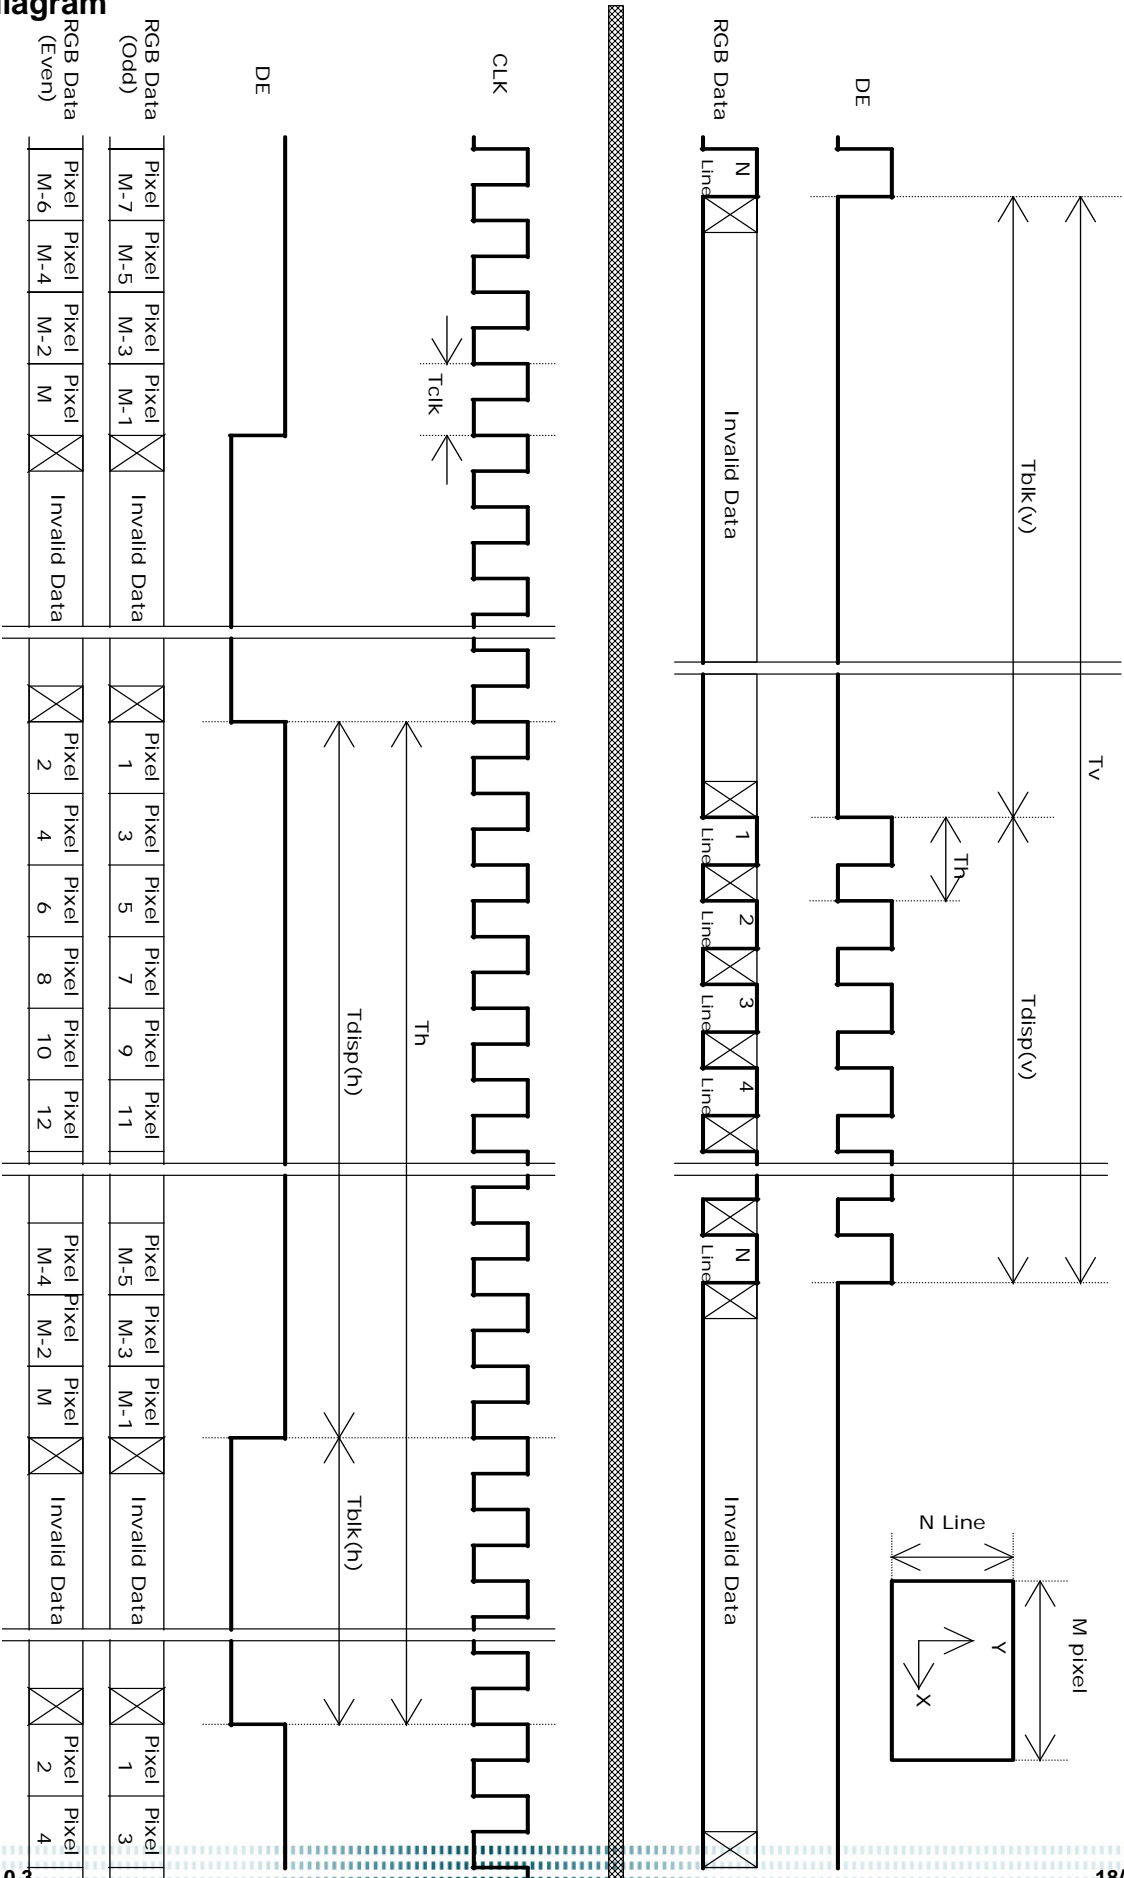 diagram
Tv
Tblk(v)
Tdisp(v)
Th
DE
RGB Data
N
Line
Invalid Data
1
Line
2
Line
3
Line
4
Line
N
Line
Invalid Data
M pixel
N Line
Y
X
CLK
Tclk
Th
Tdisp(h)
Tblk(h)
DE
RGB Data
(Odd)
Pixel Pixel Pixel Pixel
M-7 M-5 M-3 M-1
Invalid Data
Pixel Pixel Pixel Pixel Pixel Pixel
1 3 5 7 9 11
Pixel Pixel Pixel
M-5 M-3 M-1
Invalid Data
Pixel Pixel
1 3
RGB Data
(Even)
Pixel Pixel Pixel Pixel
M-6 M-4 M-2 M
Invalid Data
Pixel Pixel Pixel Pixel Pixel Pixel
2 4 6 8 10 12
Pixel Pixel Pixel
M-4 M-2 M
Invalid Data
Pixel Pixel
2 4
0.3
18/